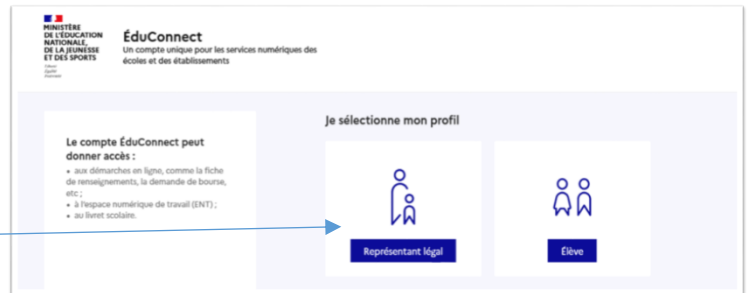 MINISTÈRE
DE L'ÉDUCATION
NATIONALE,
DE LA JEUNESSE
ET DES SPORTS
Liberté
Égalité
Fraternité
ÉduConnect
Un compte unique pour les services numériques des
écoles et des établissements
Je sélectionne mon profil
Le compte ÉduConnect peut
donner accès :
• aux démarches en ligne, comme la fiche
de renseignements, la demande de bourse,
etc ;
• à l'espace numérique de travail (ENT) ;
• au livret scolaire.
Représentant légal
Élève